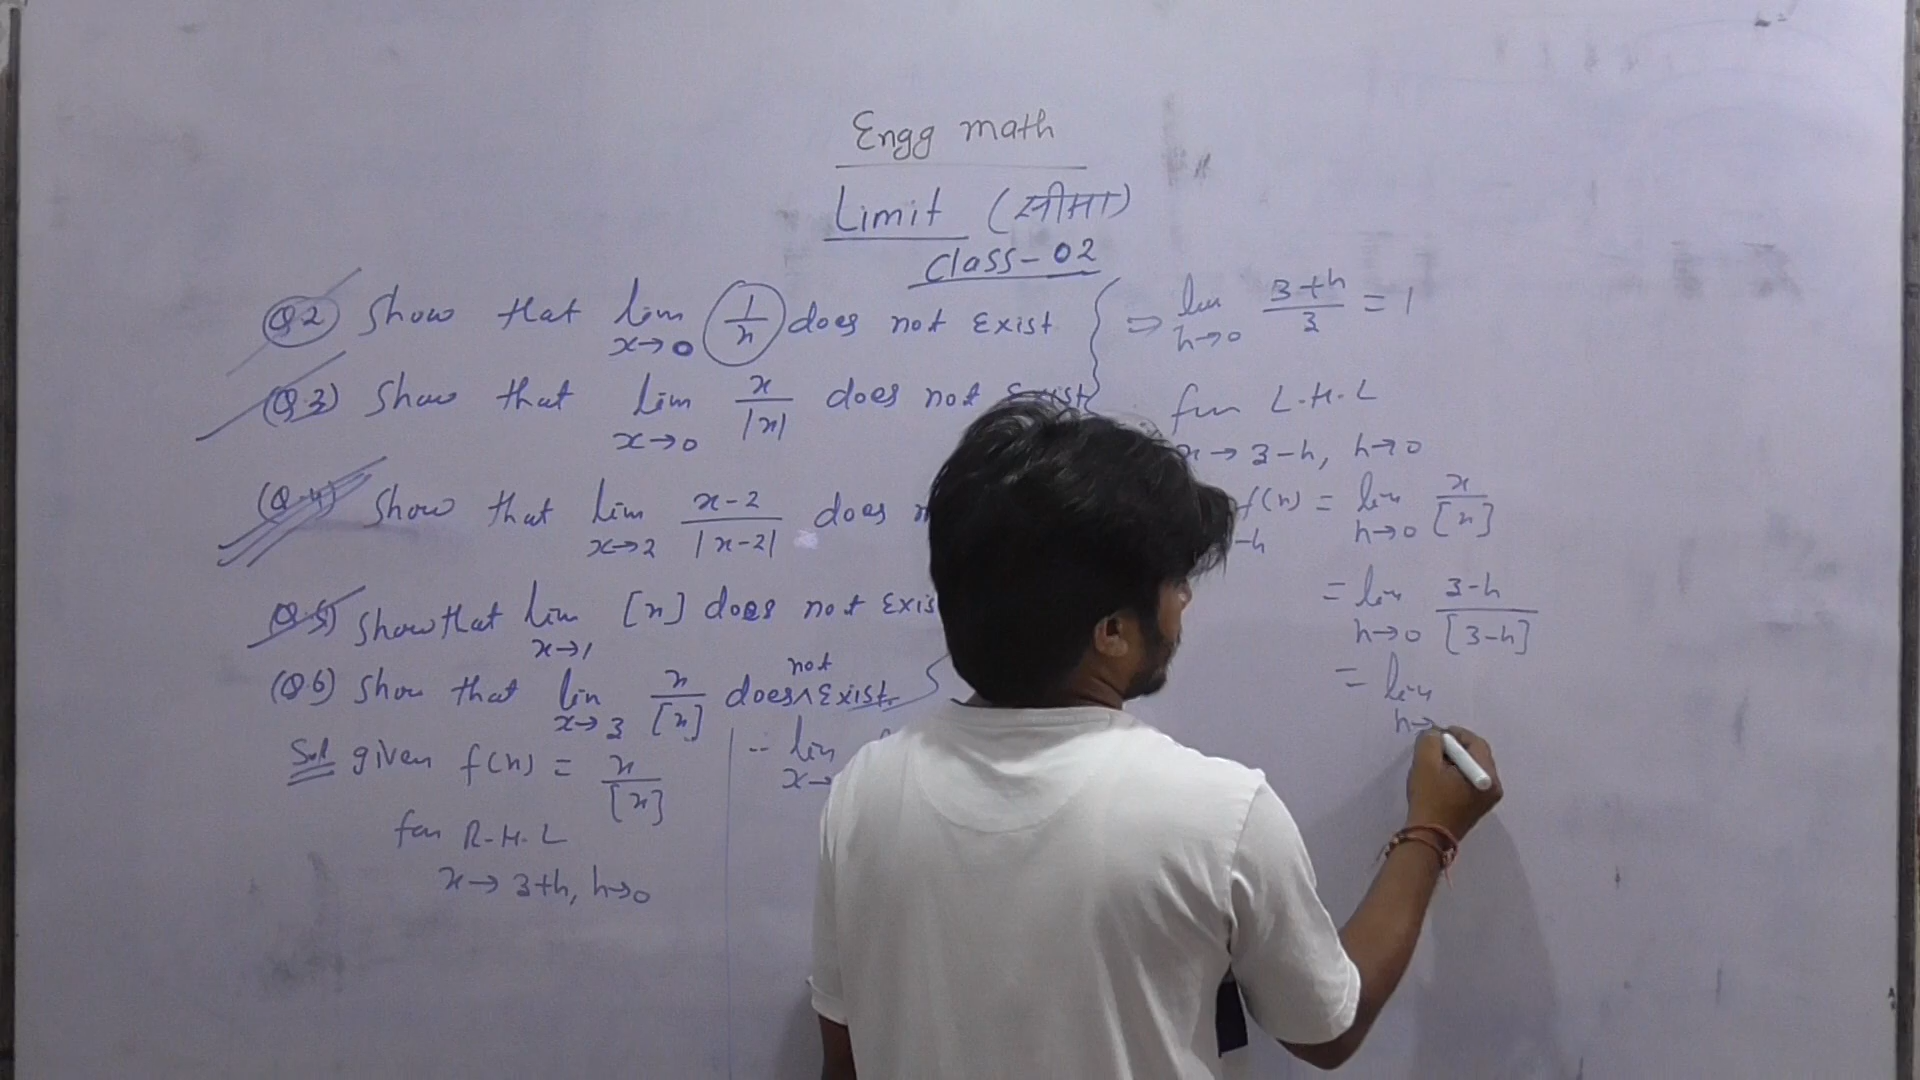 Engg math
Limit (सीमा)
Class-02
(Q2) Show that lim x→0 (1/x) does not Exist
(Q.3) Show that lim x→0 x/|x| does not Exist
(Q.4) Show that lim x→2 x-2/|x-2| does
(Q.5) Show that lim x→1 [x] does not Exis
(Q6) Show that lim x→3 x/[x] does not Exist.
Sol given f(x) = x/[x]
for R.H.L
x→3+h, h→0
lim x→
⇒ lim h→0 3+h/3 = 1
for L.H.L
x→3-h, h→0
f(x) = lim h→0 x/[x]
-h
= lim h→0 3-h/[3-h]
= lim h→